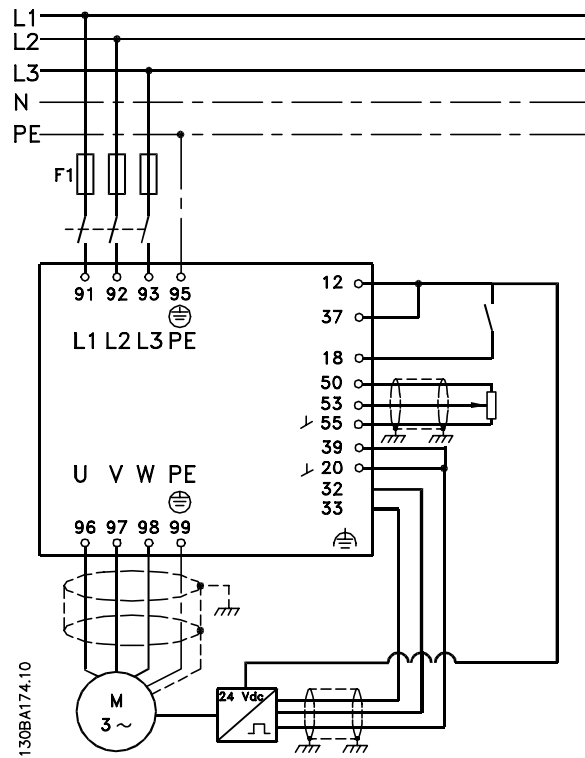 L1
L2
L3
N
PE
F1
91 92 93 95
L1 L2 L3 PE
12
37
18
50
53
55
39
20
32
33
U V W PE
96 97 98 99
M
3 ~
24 Vdc
130BA174.10